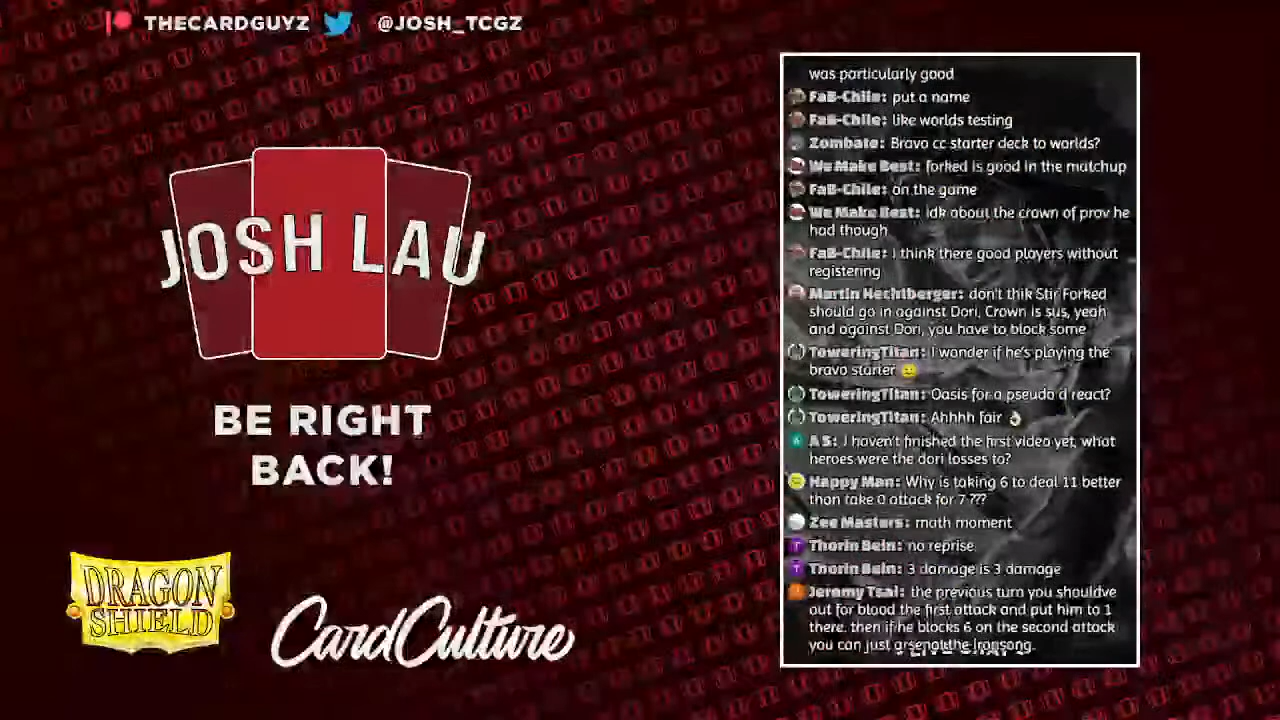 THECARDGUYZ @JOSH_TCGZ
JOSH LAU
BE RIGHT
BACK!
DRAGON
SHIELD
CardCulture
was particularly good
FaB-Chile: put a name
FaB-Chile: like worlds testing
Zombate: Bravo cc starter deck to worlds?
We Make Best: forked is good in the matchup
FaB-Chile: on the game
We Make Best: idk about the crown of prov he
had though
FaB-Chile: I think there good players without
registering
Martin Hechlberger: don't thik Stir Forked
should go in against Dori, Crown is sus, yeah
and against Dori, you have to block some
ToweringTitan: I wonder if he's playing the
bravo starter 🙂
ToweringTitan: Oasis for a pseudo d react?
ToweringTitan: Ahhhh fair 👌
A S: I haven't finished the first video yet, what
heroes were the dori losses to?
Happy Man: Why is taking 6 to deal 11 better
than take 0 attack for 7 ???
Zee Masters: math moment
Thorin Bein: no reprise
Thorin Bein: 3 damage is 3 damage
Jeremy Tsai: the previous turn you shouldve
out for blood the first attack and put him to 1
there. then if he blocks 6 on the second attack
you can just arsenal the Ironsong.
LIVE CHAT